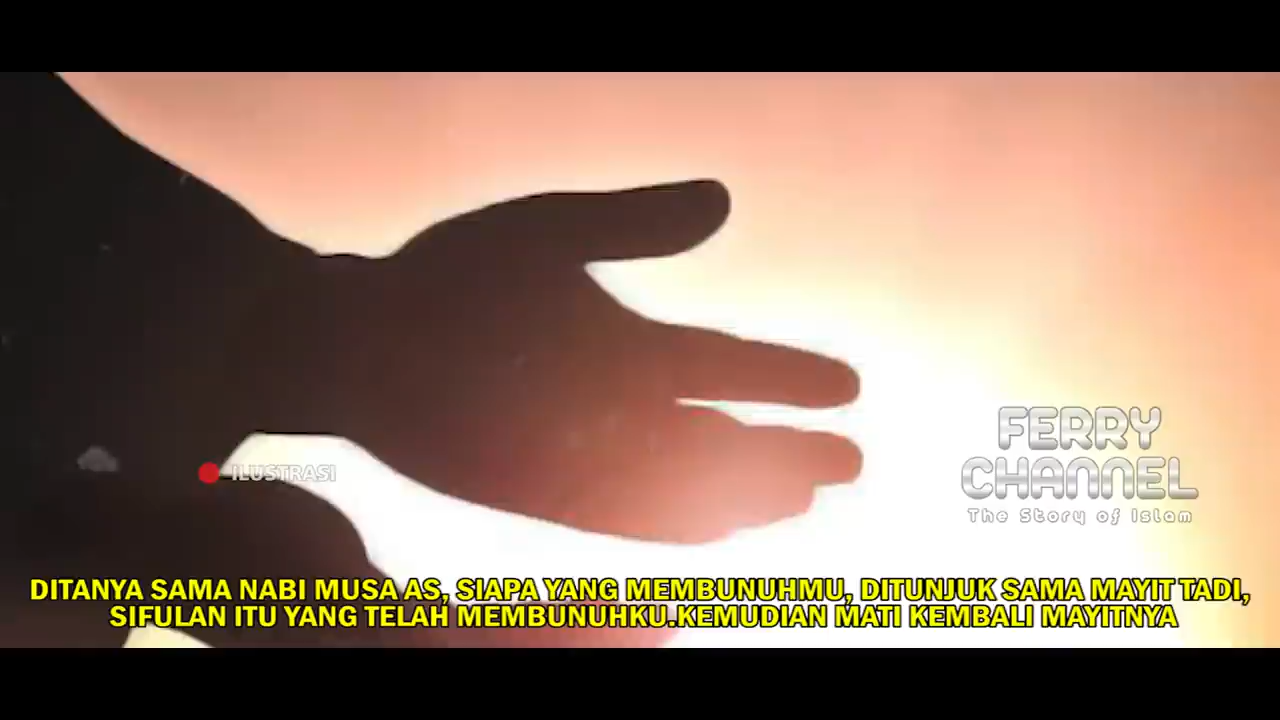 FERRY
CHANNEL
The Story of Islam
ILUSTRASI
DITANYA SAMA NABI MUSA AS, SIAPA YANG MEMBUNUHMU, DITUNJUK SAMA MAYIT TADI,
SIFULAN ITU YANG TELAH MEMBUNUHKU.KEMUDIAN MATI KEMBALI MAYITNYA